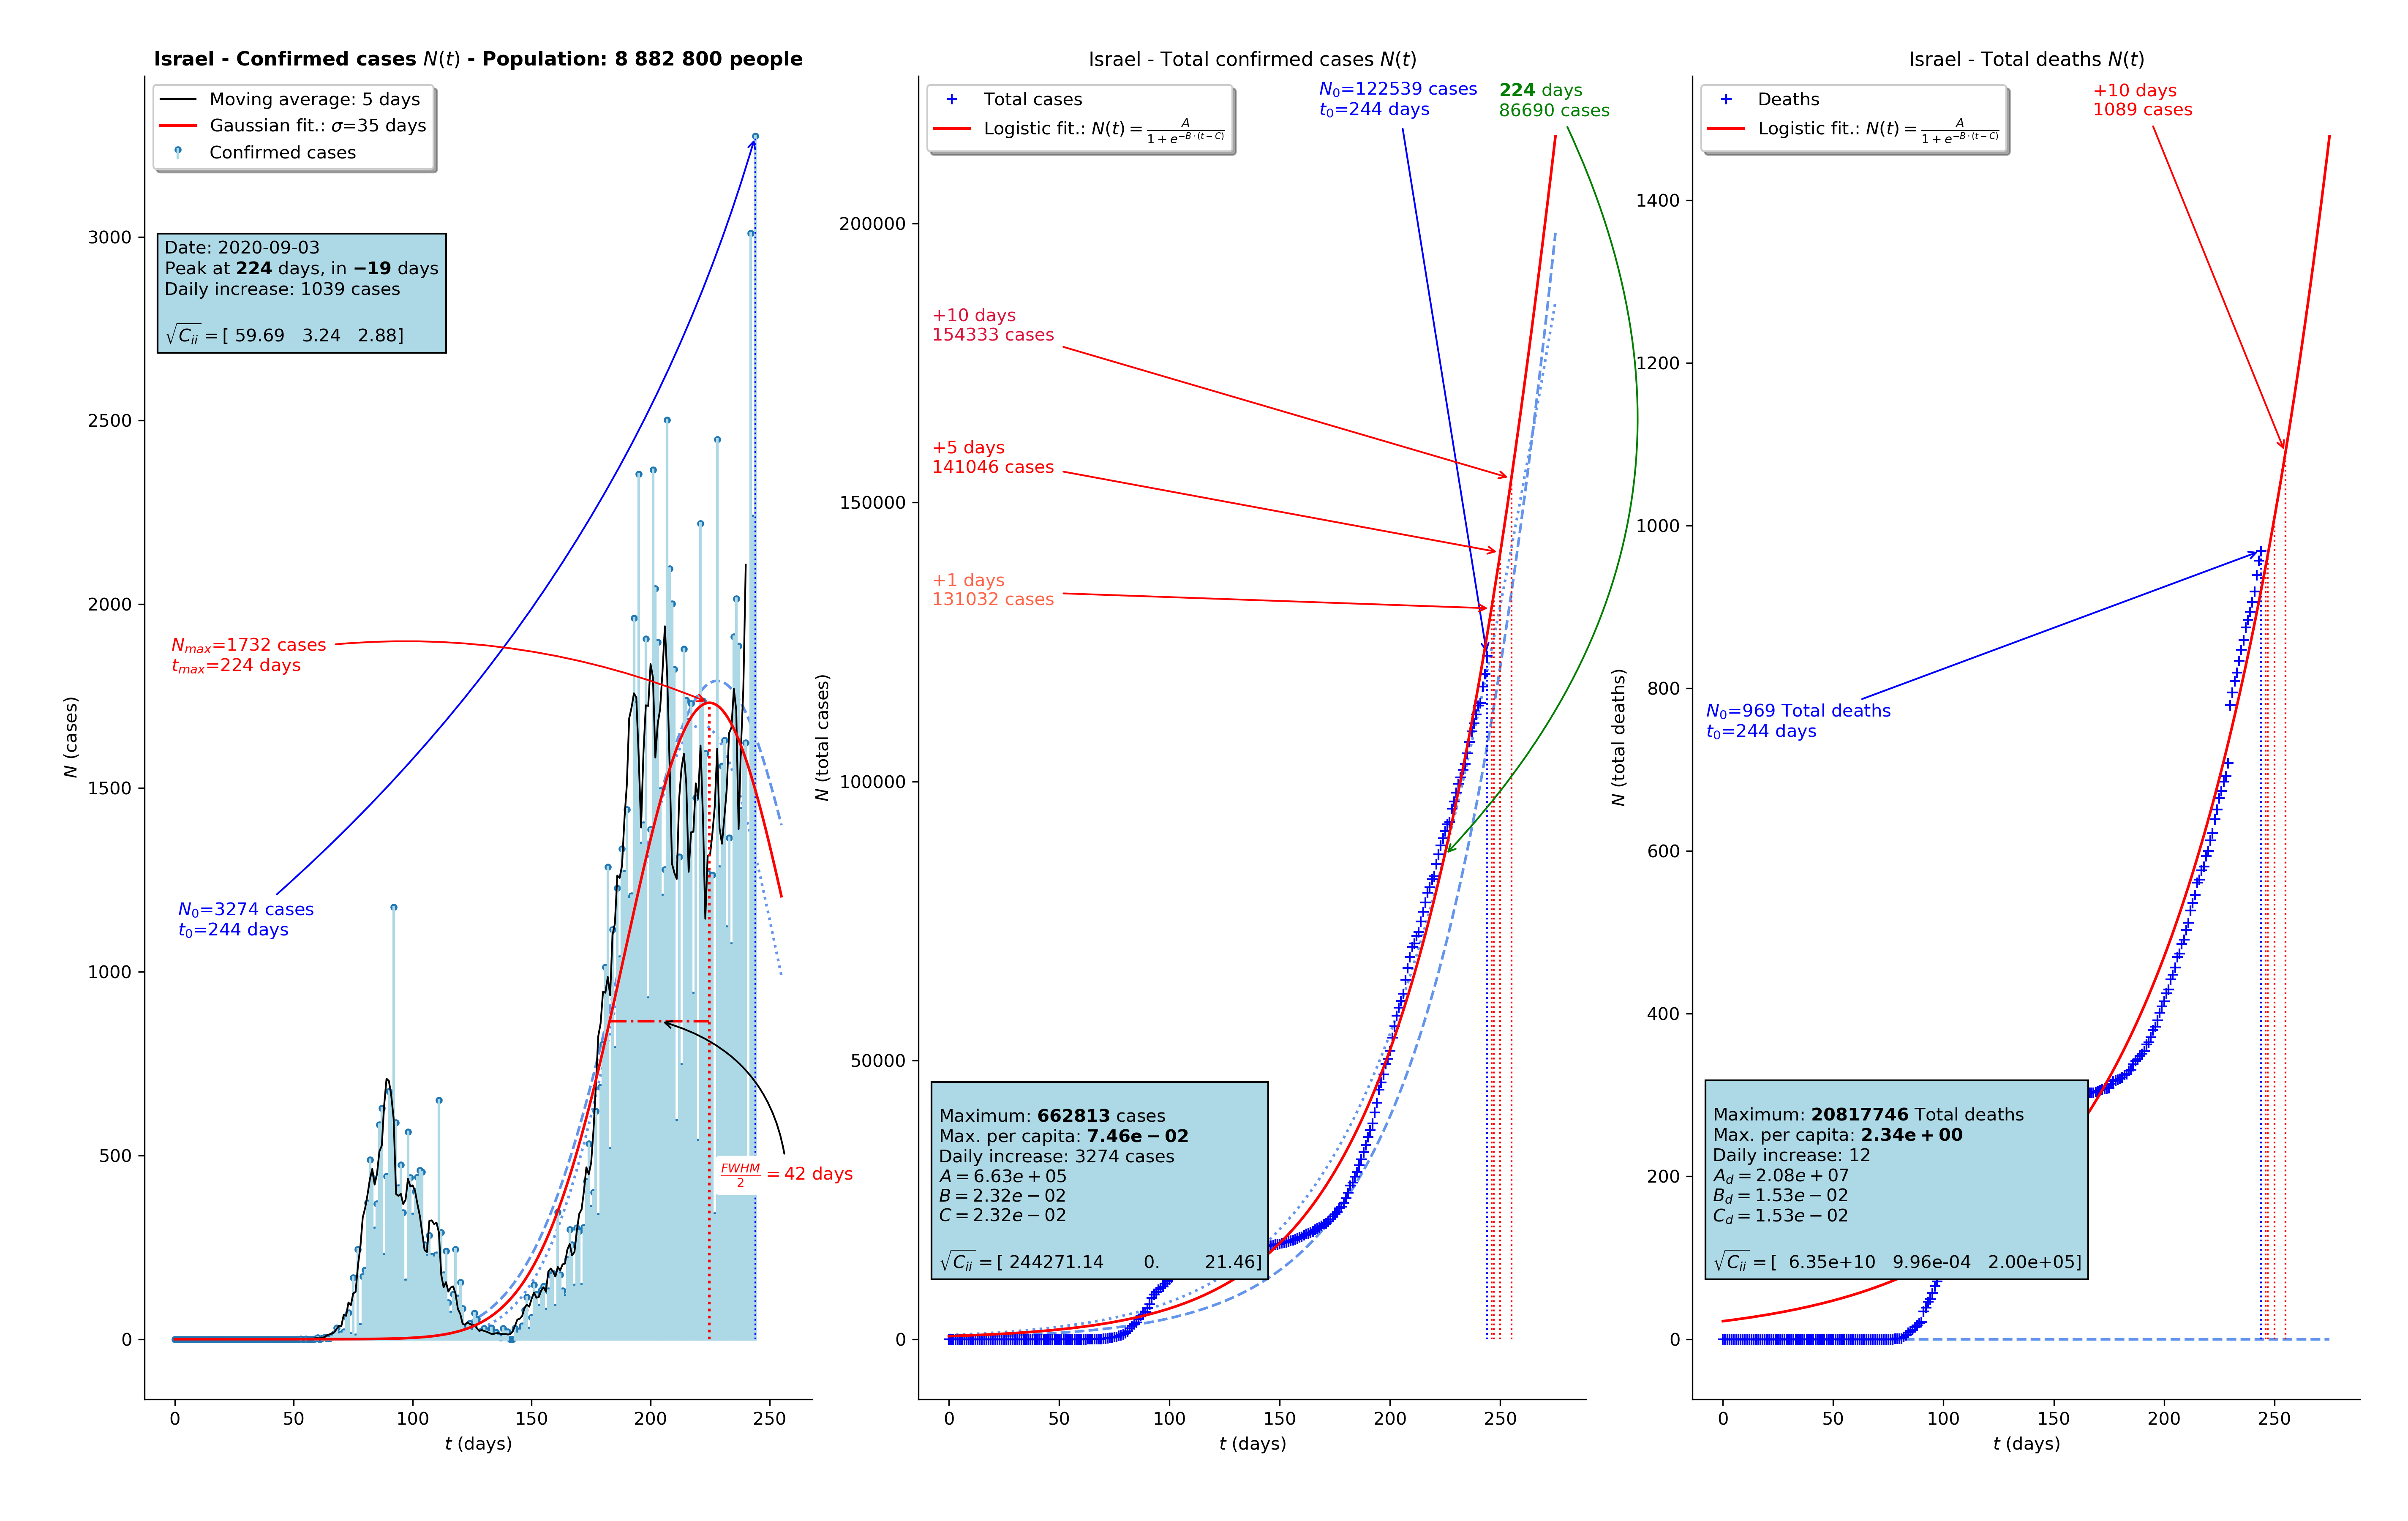 Israel - Confirmed cases N(t) - Population: 8 882 800 people
Moving average: 5 days
Gaussian fit.: σ=35 days
Confirmed cases
Date: 2020-09-03
Peak at 224 days, in −19 days
Daily increase: 1039 cases
√C_ii = [ 59.69 3.24 2.88]
N_max=1732 cases
t_max=224 days
N_0=3274 cases
t_0=244 days
FWHM/2 = 42 days
N (cases)
3000
2500
2000
1500
1000
500
0
0 50 100 150 200 250
t (days)
Israel - Total confirmed cases N(t)
Total cases
Logistic fit.: N(t) = A/(1 + e^{−B·(t−C)})
N_0=122539 cases
t_0=244 days
224 days
86690 cases
+10 days
154333 cases
+5 days
141046 cases
+1 days
131032 cases
Maximum: 662813 cases
Max. per capita: 7.46e − 02
Daily increase: 3274 cases
A = 6.63e + 05
B = 2.32e − 02
C = 2.32e − 02
√C_ii = [ 244271.14 0. 21.46]
N (total cases)
200000
150000
100000
50000
0
0 50 100 150 200 250
t (days)
Israel - Total deaths N(t)
Deaths
Logistic fit.: N(t) = A/(1 + e^{−B·(t−C)})
+10 days
1089 cases
N_0=969 Total deaths
t_0=244 days
Maximum: 20817746 Total deaths
Max. per capita: 2.34e + 00
Daily increase: 12
A_d = 2.08e + 07
B_d = 1.53e − 02
C_d = 1.53e − 02
√C_ii = [ 6.35e+10 9.96e-04 2.00e+05]
N (total deaths)
1400
1200
1000
800
600
400
200
0
0 50 100 150 200 250
t (days)